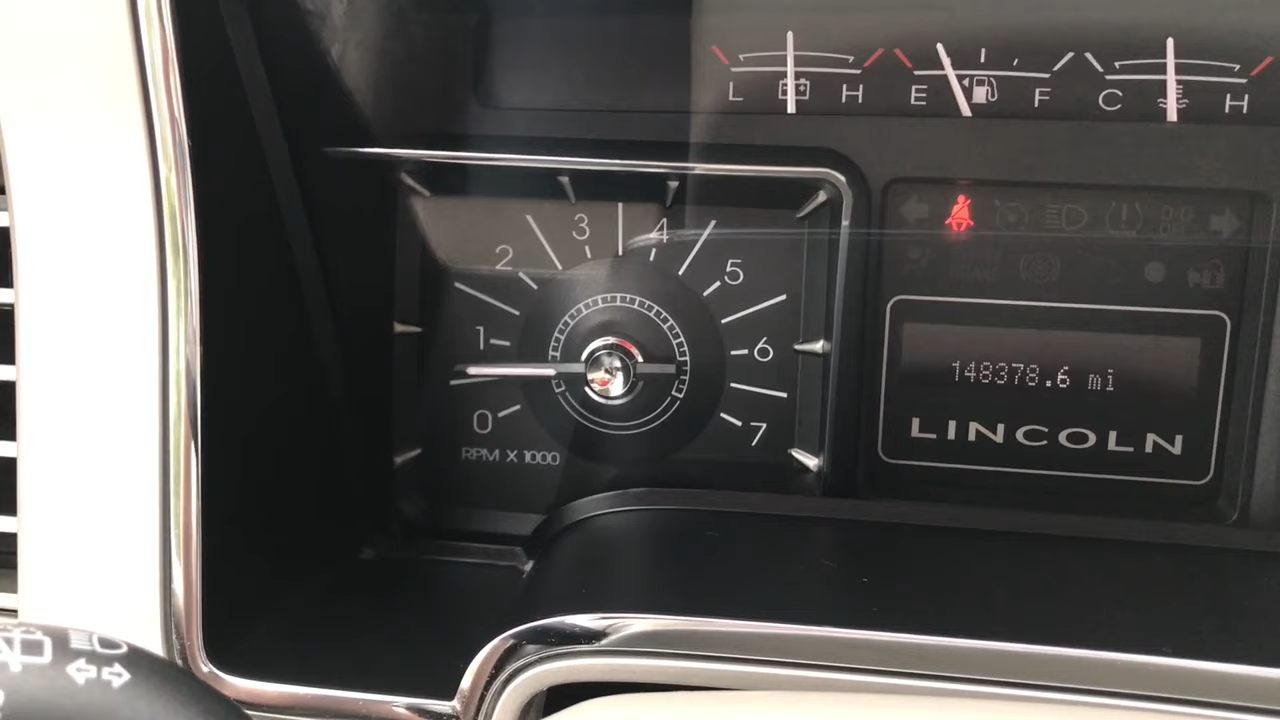 L H E F C H
3 4
2 5
1 6
0 7
RPM X 1000
148378.6 mi
LINCOLN